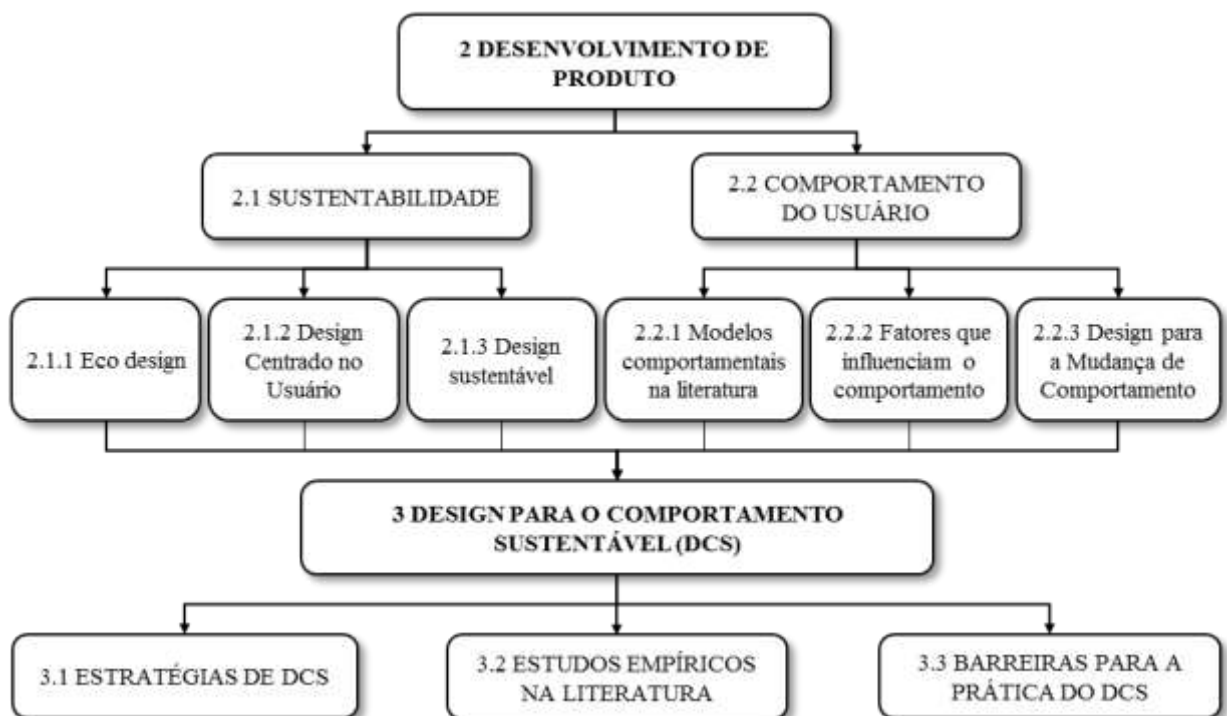 2 DESENVOLVIMENTO DE
PRODUTO
2.1 SUSTENTABILIDADE
2.2 COMPORTAMENTO
DO USUÁRIO
2.1.1 Eco design
2.1.2 Design
Centrado no
Usuário
2.1.3 Design
sustentável
2.2.1 Modelos
comportamentais
na literatura
2.2.2 Fatores que
influenciam o
comportamento
2.2.3 Design para
a Mudança de
Comportamento
3 DESIGN PARA O COMPORTAMENTO
SUSTENTÁVEL (DCS)
3.1 ESTRATÉGIAS DE DCS
3.2 ESTUDOS EMPÍRICOS
NA LITERATURA
3.3 BARREIRAS PARA A
PRÁTICA DO DCS